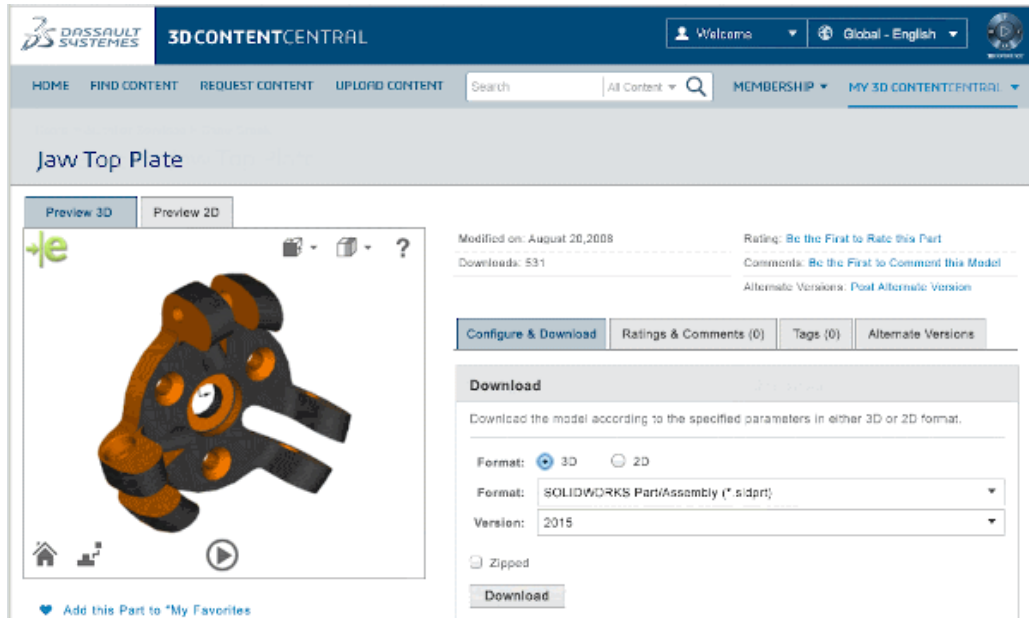 DASSAULT
SYSTEMES
3DCONTENTCENTRAL
Welcome
Global - English
HOME FIND CONTENT REQUEST CONTENT UPLOAD CONTENT
Search
All Content
MEMBERSHIP
MY 3D CONTENTCENTRAL
Jaw Top Plate
Preview 3D
Preview 2D
e
?
Modified on: August 20,2008
Rating: Be the First to Rate this Part
Downloads: 531
Comments: Be the First to Comment this Model
Alternate Versions: Post Alternate Version
Configure & Download
Ratings & Comments (0)
Tags (0)
Alternate Versions
Download
Download the model according to the specified parameters in either 3D or 2D format.
Format: 3D 2D
Format: SOLIDWORKS Part/Assembly (*.sldprt)
Version: 2015
Zipped
Download
Add this Part to "My Favorites